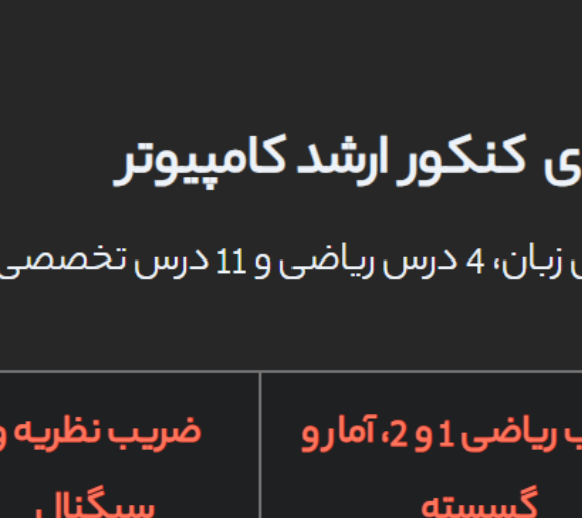 کنکور ارشد کامپیوتر
زبان، 4 درس ریاضی و 11 درس تخصصی
ریاضی 1 و 2، آمار و
گسسته
ضریب نظریه و
سیگنال